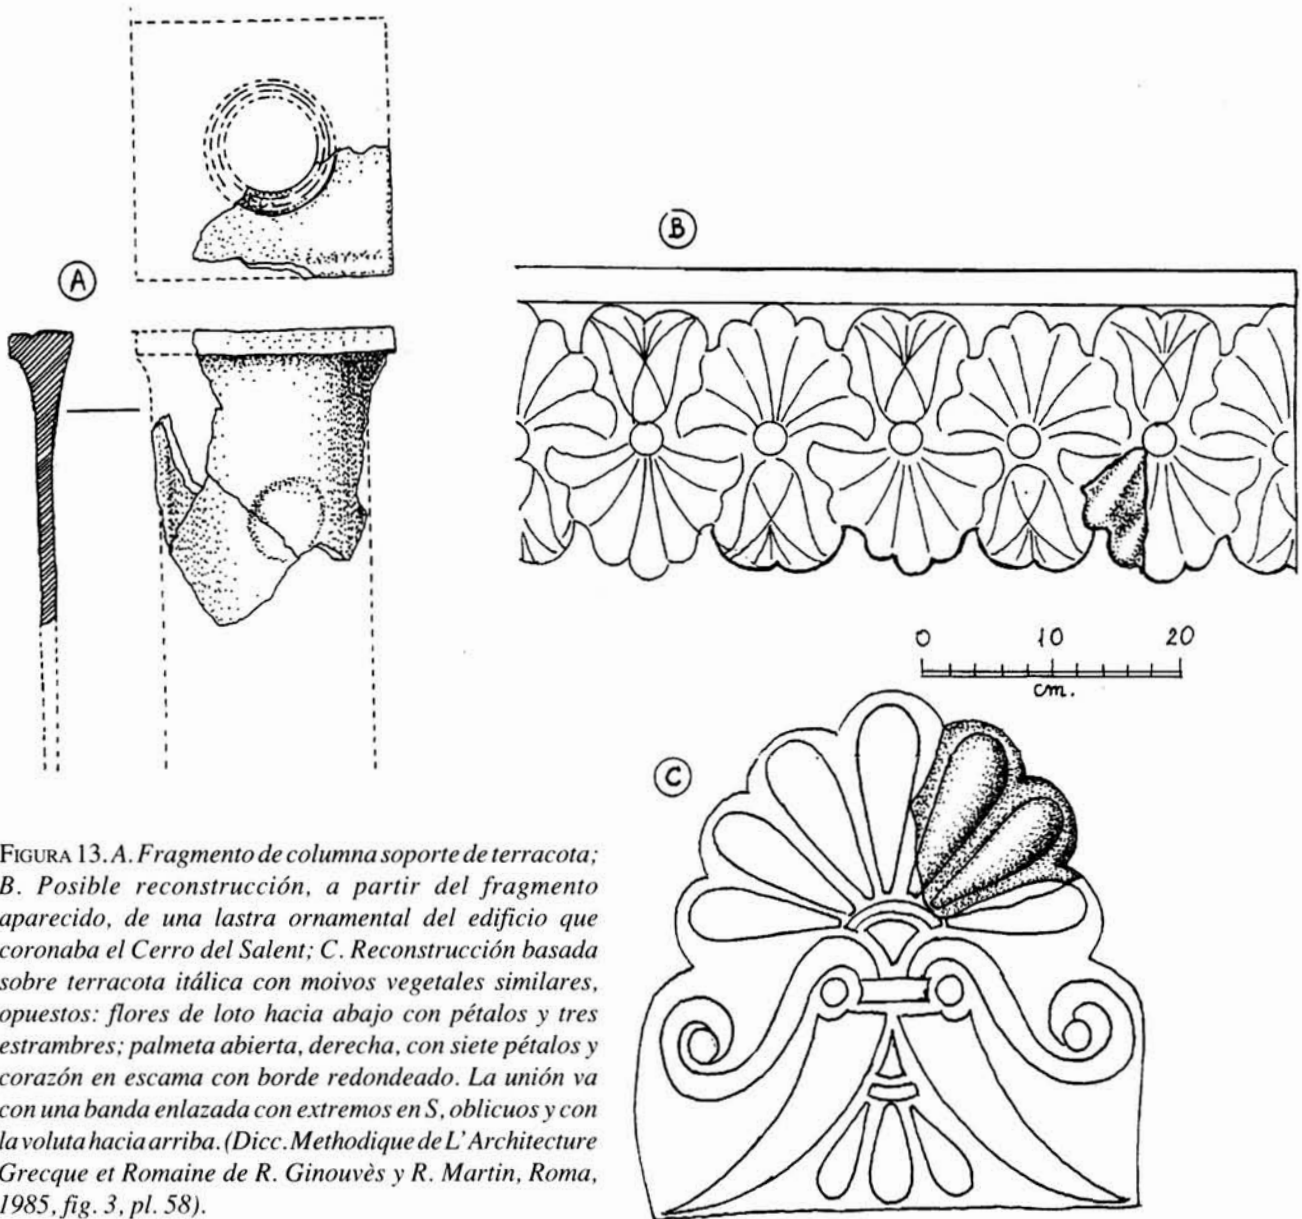 A
B
0 10 20
cm.
C
FIGURA 13. A. Fragmento de columna soporte de terracota;
B. Posible reconstrucción, a partir del fragmento
aparecido, de una lastra ornamental del edificio que
coronaba el Cerro del Salent; C. Reconstrucción basada
sobre terracota itálica con moivos vegetales similares,
opuestos: flores de loto hacia abajo con pétalos y tres
estrambres; palmeta abierta, derecha, con siete pétalos y
corazón en escama con borde redondeado. La unión va
con una banda enlazada con extremos en S, oblicuos y con
la voluta hacia arriba. (Dicc. Methodique de L' Architecture
Grecque et Romaine de R. Ginouvès y R. Martin, Roma,
1985, fig. 3, pl. 58).